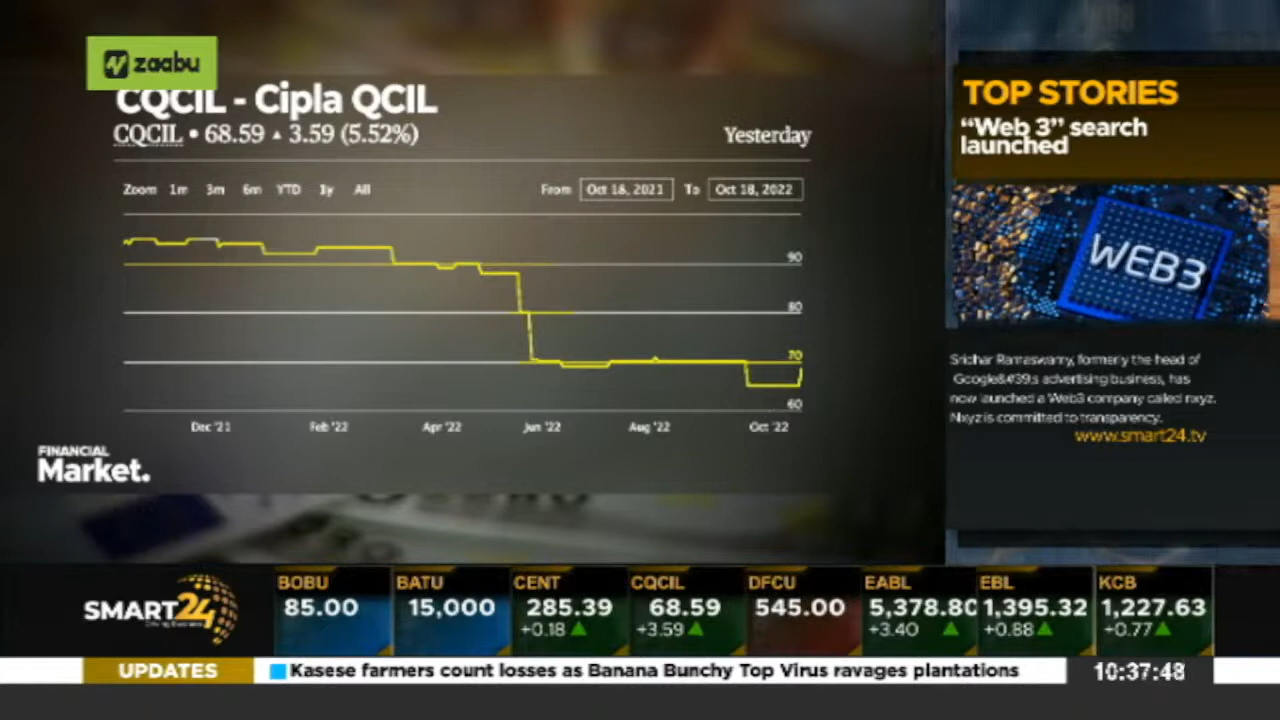 zaabu
CQCIL - Cipla QCIL
CQCIL • 68.59 ▲ 3.59 (5.52%)
Yesterday
Zoom 1m 3m 6m YTD 1y All
From Oct 18, 2021 To Oct 18, 2022
90
80
70
60
Dec '21 Feb '22 Apr '22 Jun '22 Aug '22 Oct '22
FINANCIAL
Market.
TOP STORIES
“Web 3” search
launched
WEB3
Sridhar Ramaswamy, formerly the head of
Google&#39;s advertising business, has
now launched a Web3 company called nxyz.
Nxyz is committed to transparency.
www.smart24.tv
SMART24
BOBU BATU CENT CQCIL DFCU EABL EBL KCB
85.00 15,000 285.39 68.59 545.00 5,378.80 1,395.32 1,227.63
+0.18 ▲ +3.59 ▲ +3.40 ▲ +0.88 ▲ +0.77 ▲
UPDATES
Kasese farmers count losses as Banana Bunchy Top Virus ravages plantations
10:37:48